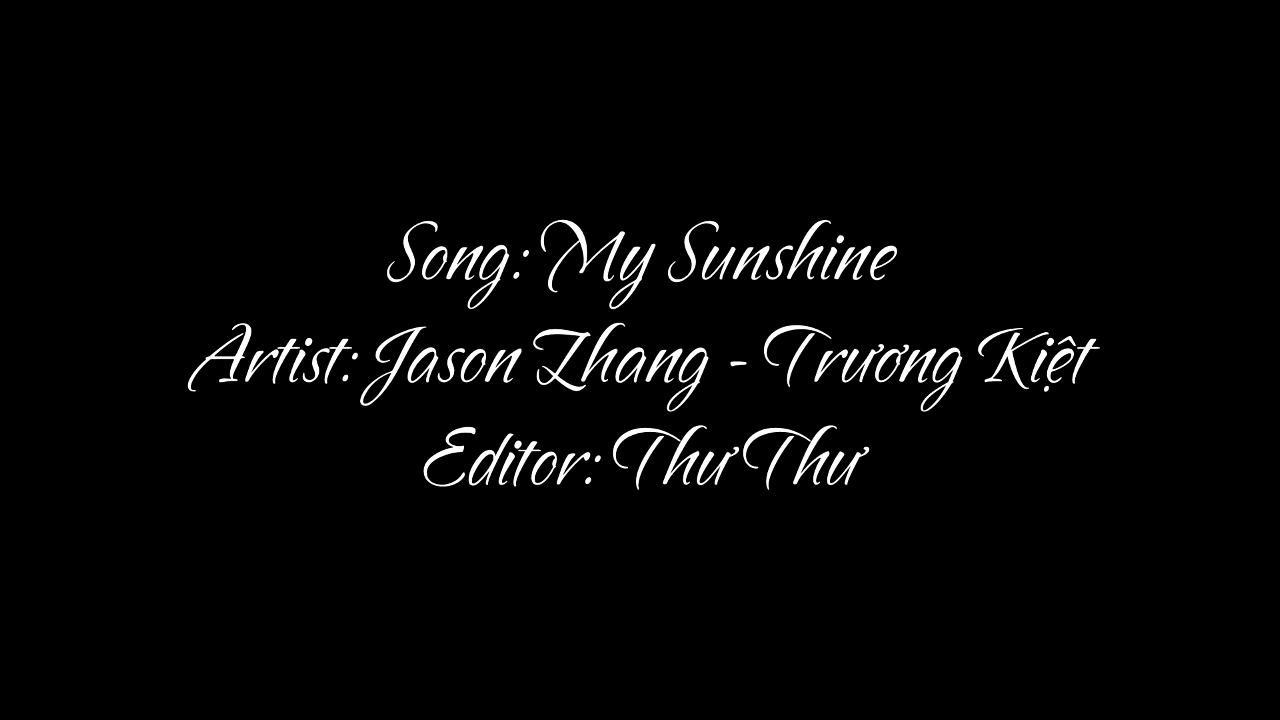 Song: My Sunshine
Artist: Jason Zhang - Trương Kiệt
Editor: Thư Thư